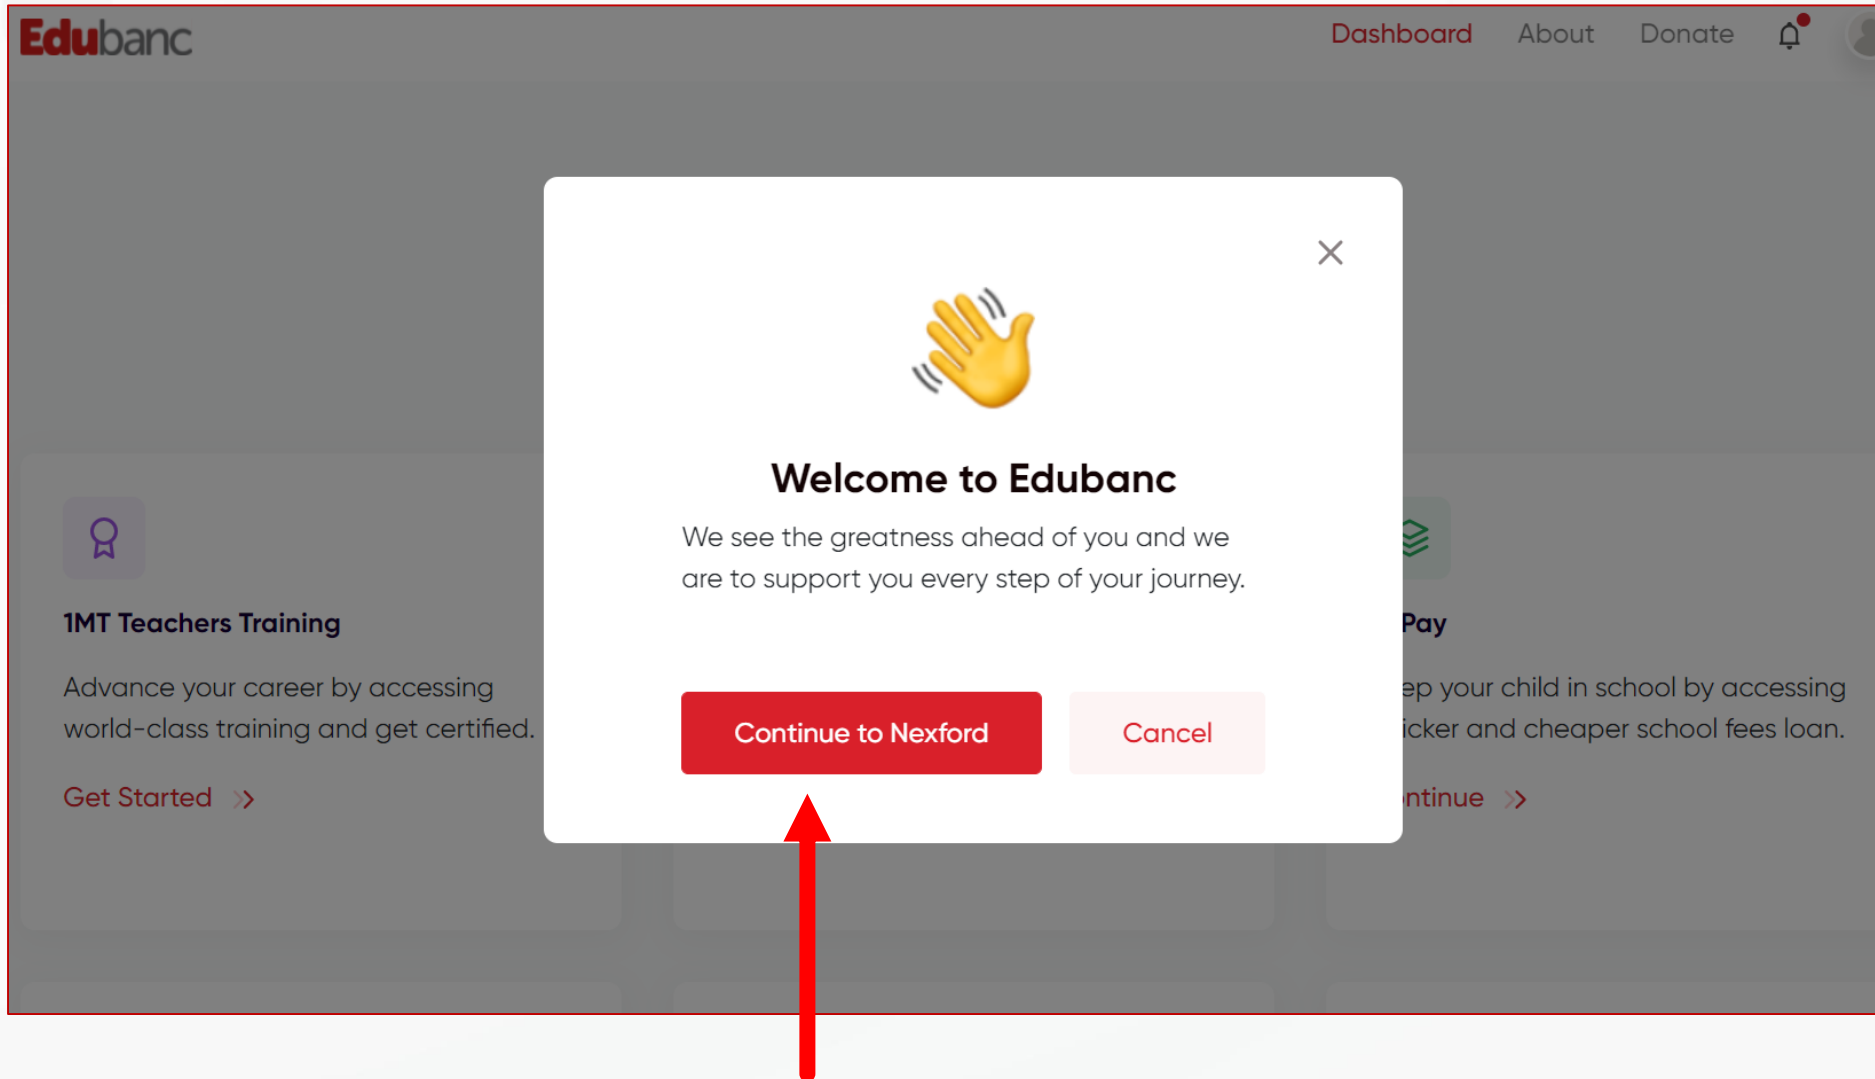 Edubanc
Dashboard About Donate
Welcome to Edubanc
We see the greatness ahead of you and we
are to support you every step of your journey.
Continue to Nexford Cancel
1MT Teachers Training
Advance your career by accessing
world-class training and get certified.
Get Started
Pay
your child in school by accessing
and cheaper school fees loan.